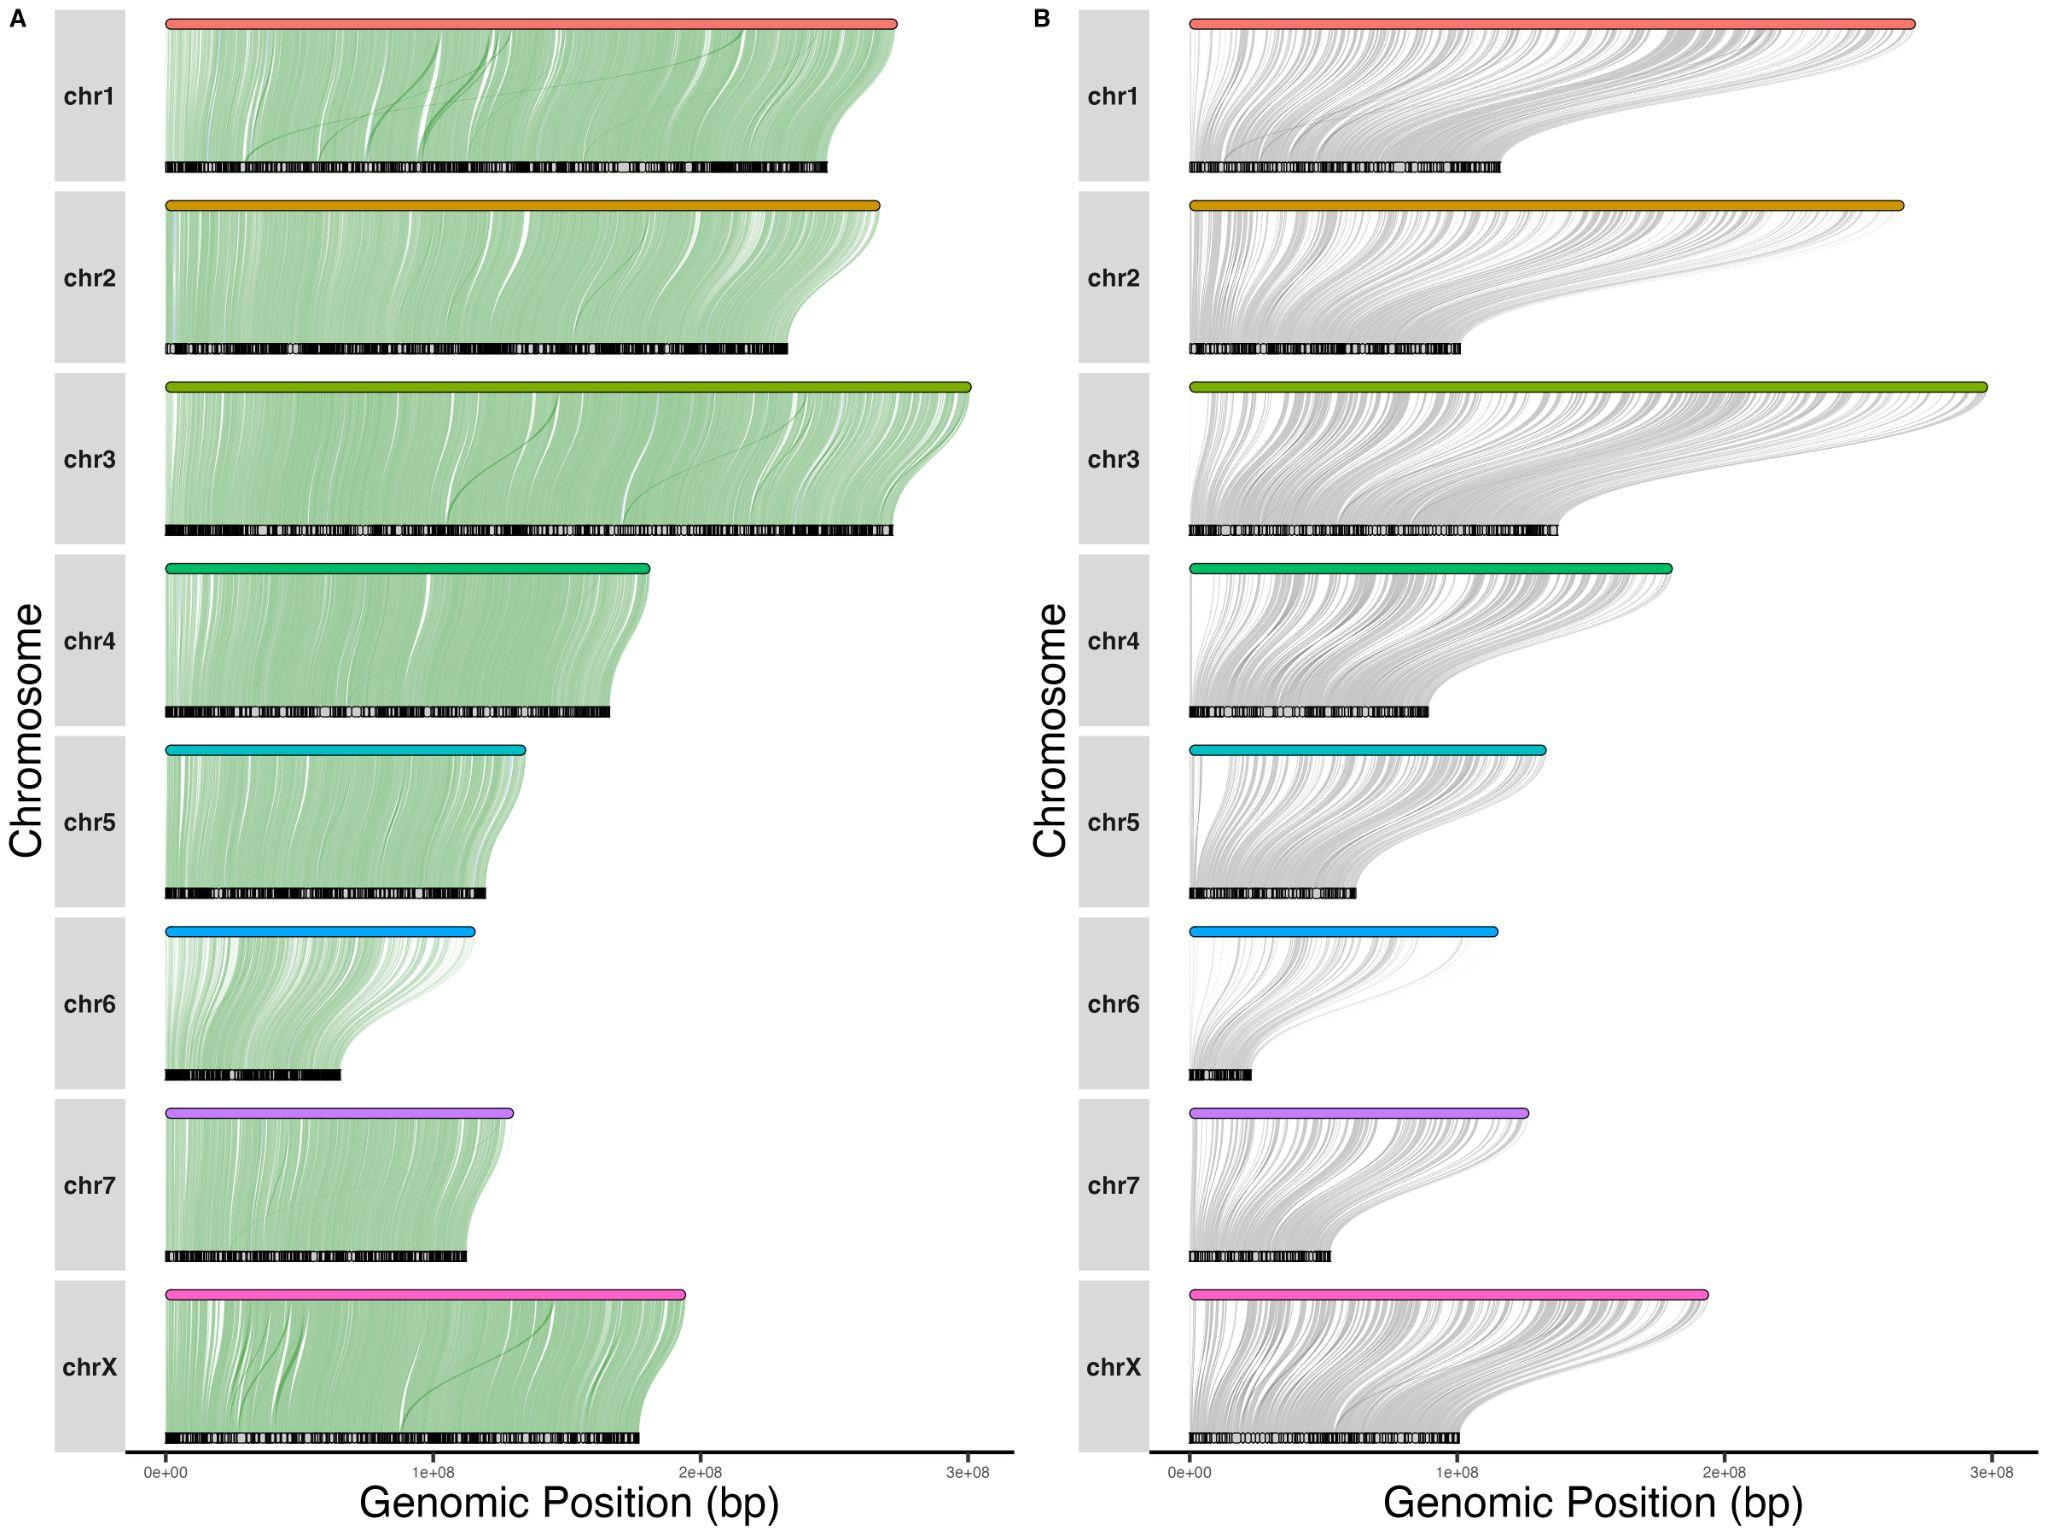 A
chr1
chr2
chr3
chr4
chr5
chr6
chr7
chrX
Chromosome
0e+00 1e+08 2e+08 3e+08
Genomic Position (bp)
B
chr1
chr2
chr3
chr4
chr5
chr6
chr7
chrX
Chromosome
0e+00 1e+08 2e+08 3e+08
Genomic Position (bp)